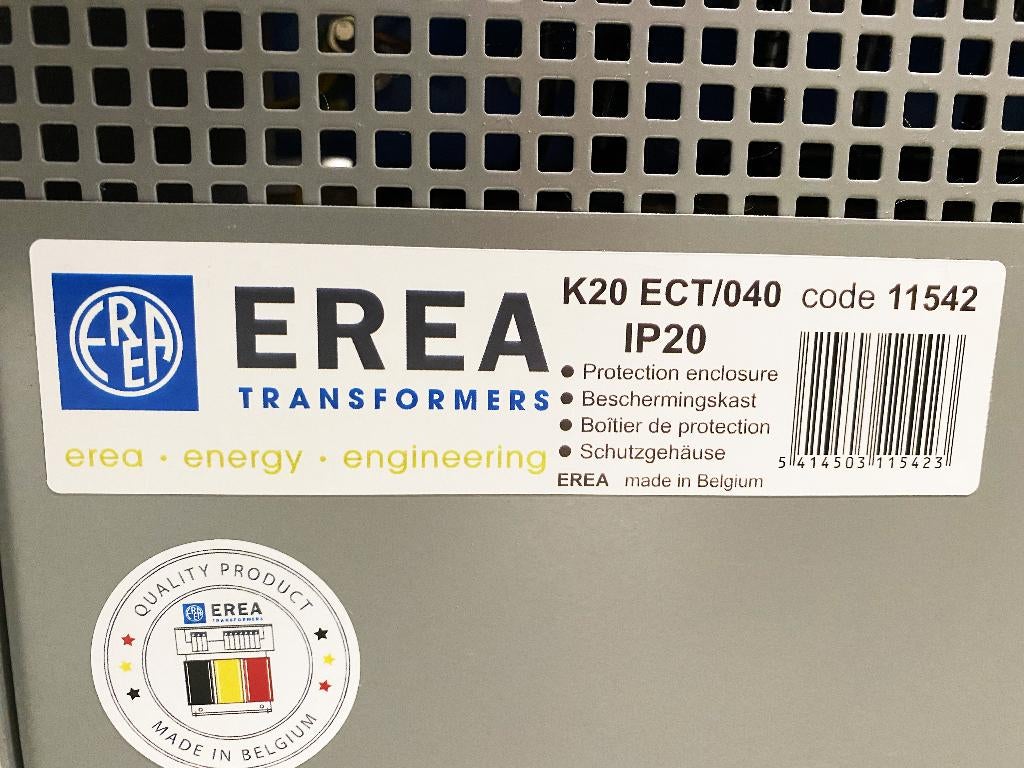 EREA
EREA
TRANSFORMERS
erea · energy · engineering
K20 ECT/040 code 11542
IP20
● Protection enclosure
● Beschermingskast
● Boîtier de protection
● Schutzgehäuse
EREA made in Belgium
5 414503 115423
QUALITY PRODUCT
EREA
TRANSFORMERS
MADE IN BELGIUM